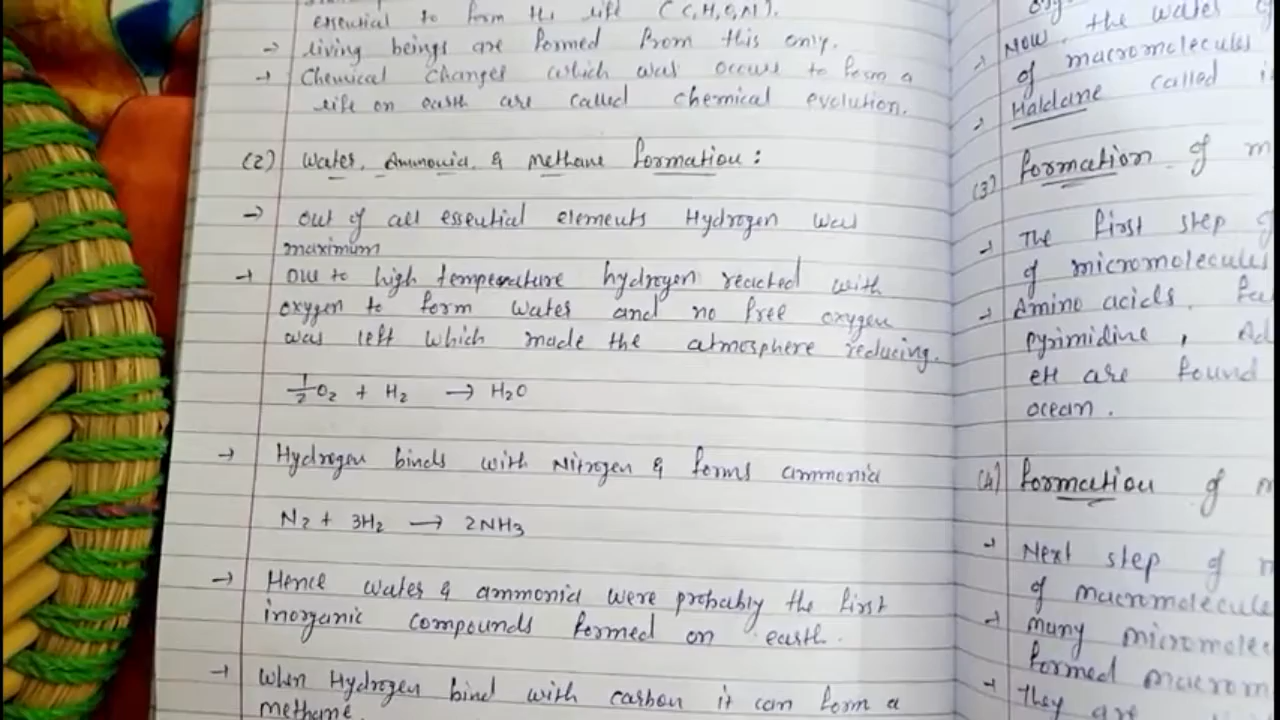 essential to form the life (C,H,O,N).
→ living beings are formed from this only.
→ Chemical changes which was occurs to form a
life on earth are called chemical evolution.
(2) Water, Ammonia & Methane formation :
→ out of all essential elements Hydrogen was
maximum
→ Due to high temperature hydrogen reacted with
oxygen to form water and no free oxygen
was left which made the atmosphere reducing.
1/2 O2 + H2 → H2O
→ Hydrogen binds with Nitrogen & forms ammonia
N2 + 3H2 → 2NH3
→ Hence water & ammonia were probably the first
inorganic compounds formed on earth.
→ when Hydrogen bind with carbon it can form a
methane
→ Now, the water
of macromolecules
→ Haldane called
(3) formation of
→ The first step
of micromolecules
→ Amino acids,
pyrimidine,
etc are found
ocean.
(4) formation of
→ Next step of
of macromolecule
→ many
formed
→ They are